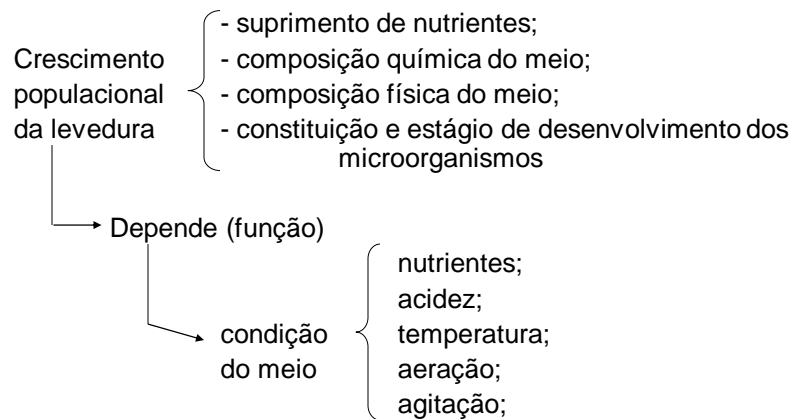 Crescimento
populacional
da levedura
- suprimento de nutrientes;
- composição química do meio;
- composição física do meio;
- constituição e estágio de desenvolvimento dos
microorganismos
Depende (função)
condição
do meio
nutrientes;
acidez;
temperatura;
aeração;
agitação;